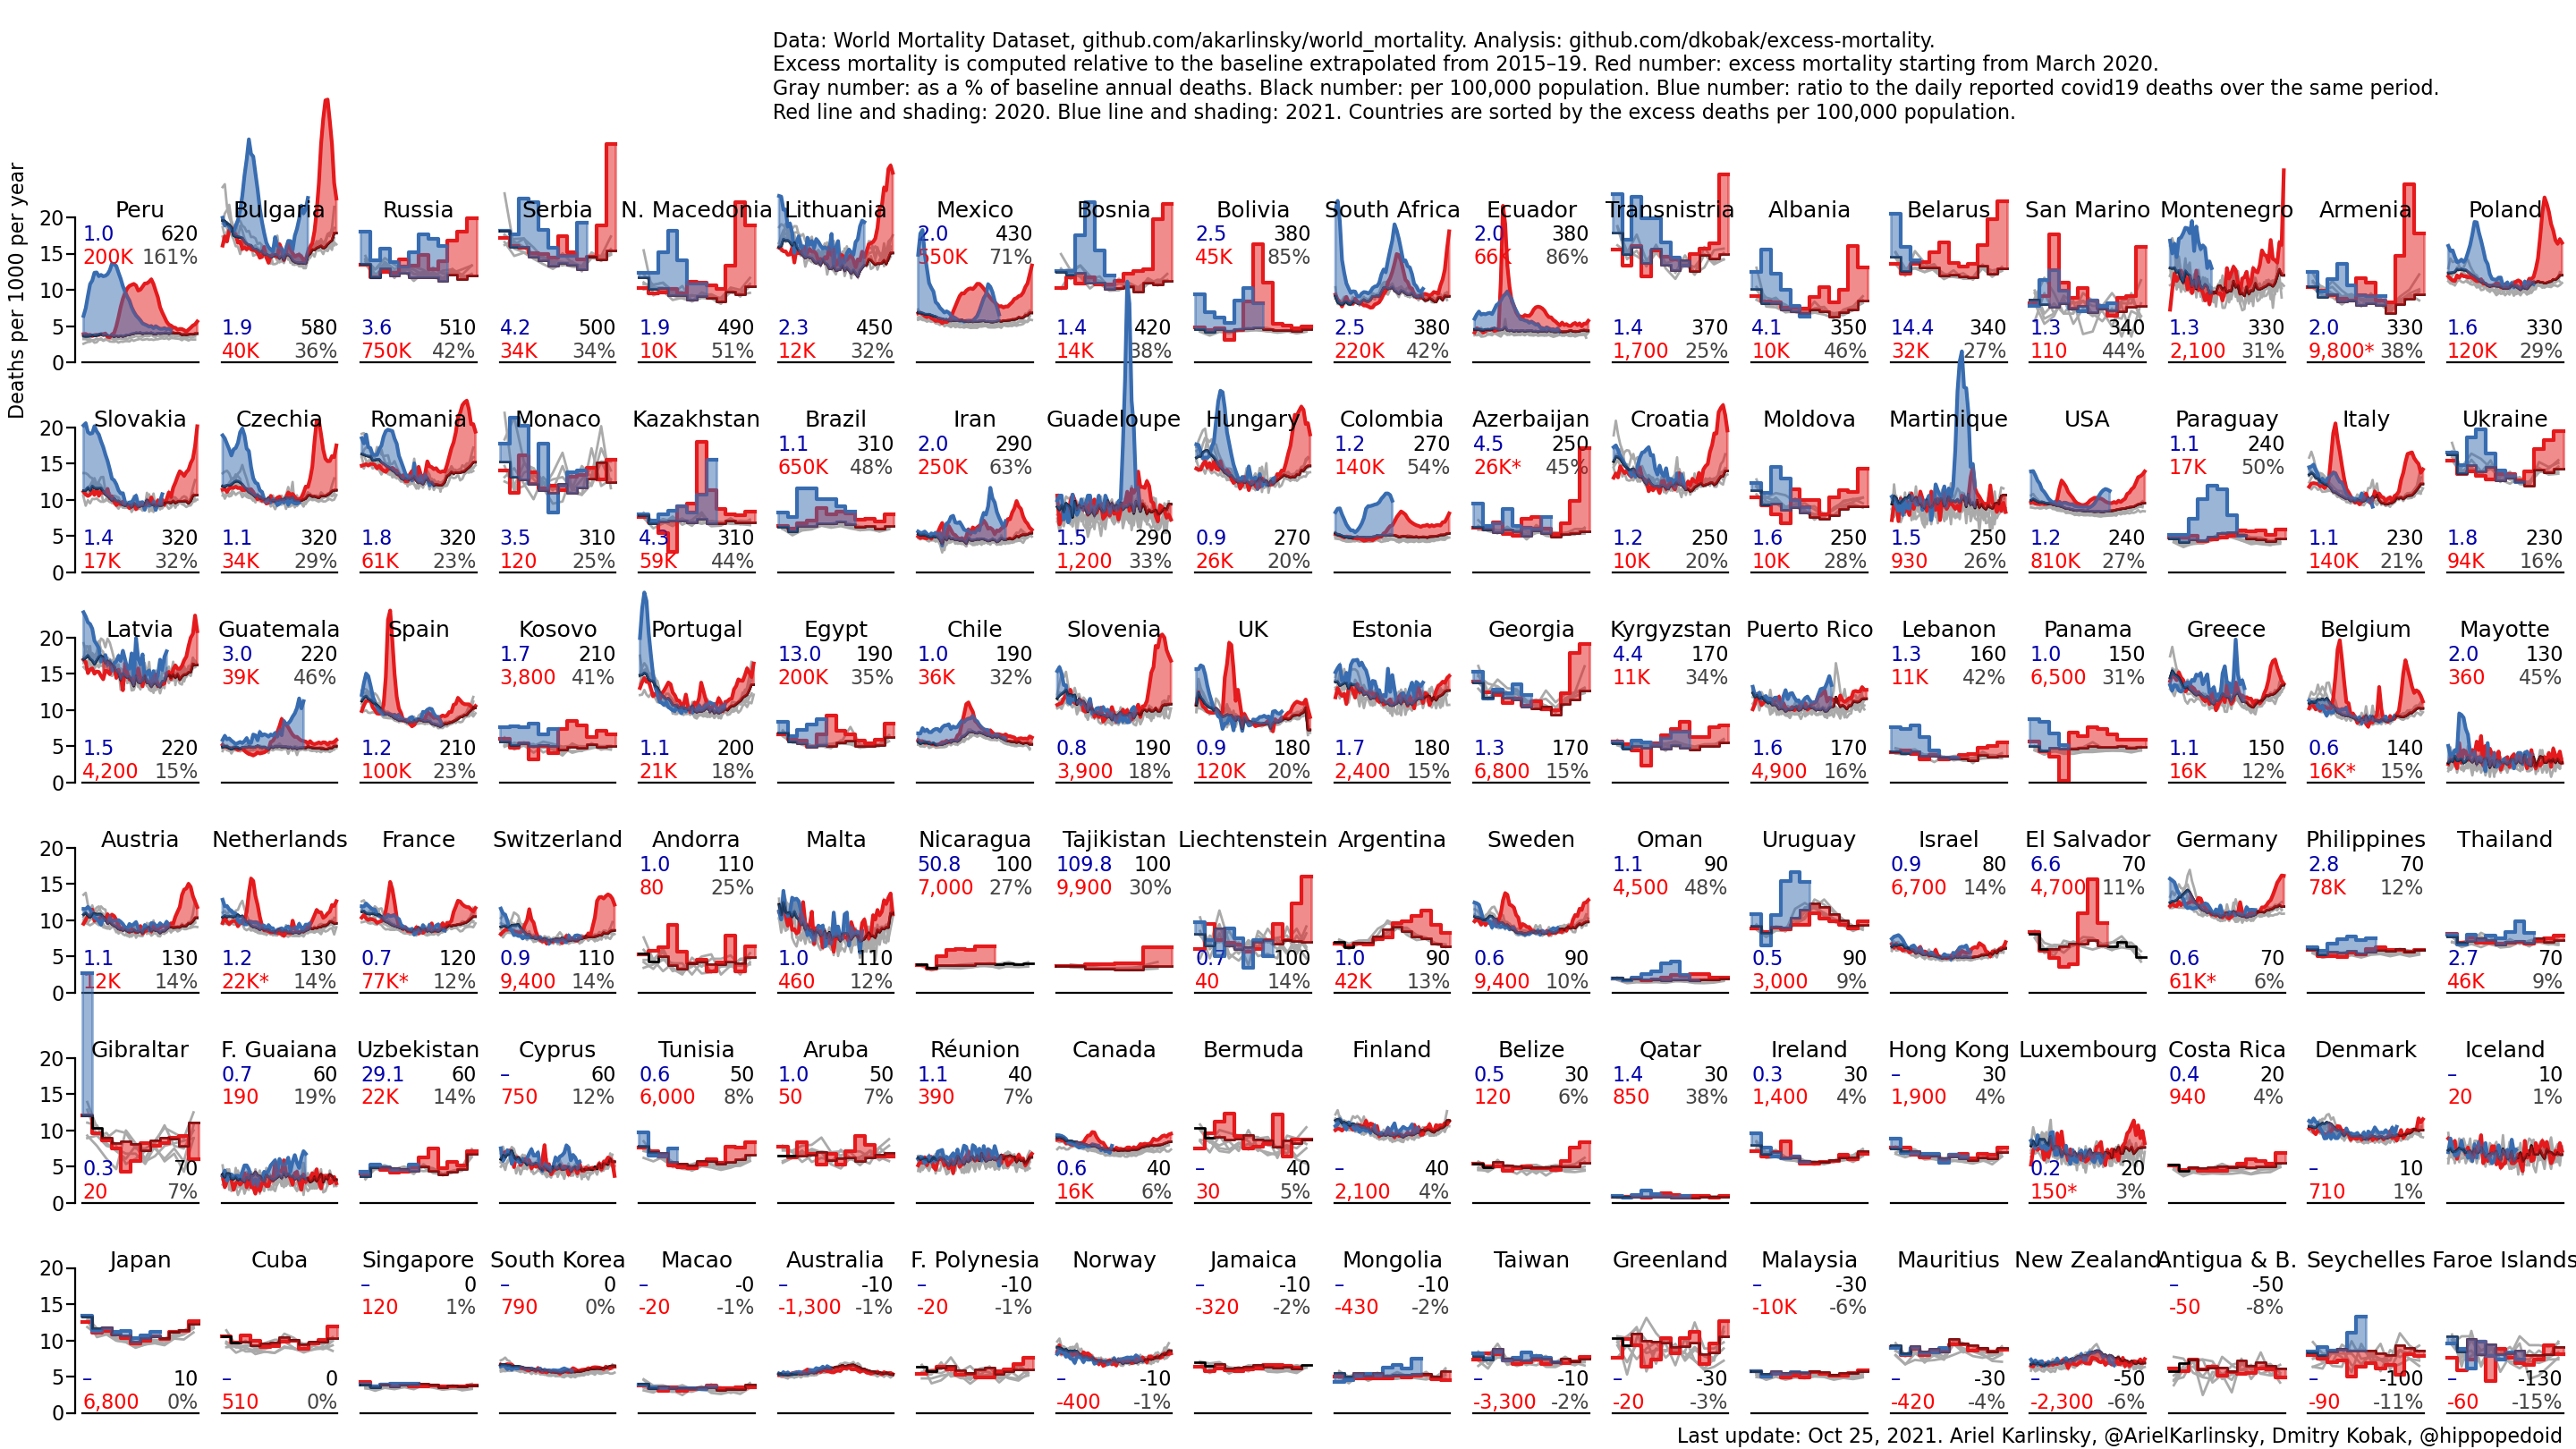 Data: World Mortality Dataset, github.com/akarlinsky/world_mortality. Analysis: github.com/dkobak/excess-mortality.
Excess mortality is computed relative to the baseline extrapolated from 2015–19. Red number: excess mortality starting from March 2020.
Gray number: as a % of baseline annual deaths. Black number: per 100,000 population. Blue number: ratio to the daily reported covid19 deaths over the same period.
Red line and shading: 2020. Blue line and shading: 2021. Countries are sorted by the excess deaths per 100,000 population.
Deaths per 1000 per year
Peru Bulgaria Russia Serbia N. Macedonia Lithuania Mexico Bosnia Bolivia South Africa Ecuador Transnistria Albania Belarus San Marino Montenegro Armenia Poland
20
1.0 620 2.0 430 2.5 380 2.0 380
200K 161% 550K 71% 45K 85% 66K 86%
15
10
5
1.9 580 3.6 510 4.2 500 1.9 490 2.3 450 1.4 420 2.5 380 1.4 370 4.1 350 14.4 340 1.3 340 1.3 330 2.0 330 1.6 330
40K 36% 750K 42% 34K 34% 10K 51% 12K 32% 14K 38% 220K 42% 1,700 25% 10K 46% 32K 27% 110 44% 2,100 31% 9,800* 38% 120K 29%
0
Slovakia Czechia Romania Monaco Kazakhstan Brazil Iran Guadeloupe Hungary Colombia Azerbaijan Croatia Moldova Martinique USA Paraguay Italy Ukraine
20
1.1 310 2.0 290 1.2 270 4.5 250 1.1 240
650K 48% 250K 63% 140K 54% 26K* 45% 17K 50%
15
10
5
1.4 320 1.1 320 1.8 320 3.5 310 4.3 310 1.5 290 0.9 270 1.2 250 1.6 250 1.5 250 1.2 240 1.1 230 1.8 230
17K 32% 34K 29% 61K 23% 120 25% 59K 44% 1,200 33% 26K 20% 10K 20% 10K 28% 930 26% 810K 27% 140K 21% 94K 16%
0
Latvia Guatemala Spain Kosovo Portugal Egypt Chile Slovenia UK Estonia Georgia Kyrgyzstan Puerto Rico Lebanon Panama Greece Belgium Mayotte
20
3.0 220 1.7 210 13.0 190 1.0 190 4.4 170 1.3 160 1.0 150 2.0 130
39K 46% 3,800 41% 200K 35% 36K 32% 11K 34% 11K 42% 6,500 31% 360 45%
15
10
5
1.5 220 1.2 210 1.1 200 0.8 190 0.9 180 1.7 180 1.3 170 1.6 170 1.1 150 0.6 140
4,200 15% 100K 23% 21K 18% 3,900 18% 120K 20% 2,400 15% 6,800 15% 4,900 16% 16K 12% 16K* 15%
0
Austria Netherlands France Switzerland Andorra Malta Nicaragua Tajikistan Liechtenstein Argentina Sweden Oman Uruguay Israel El Salvador Germany Philippines Thailand
20
1.0 110 50.8 100 109.8 100 1.1 90 0.9 80 6.6 70 2.8 70
80 25% 7,000 27% 9,900 30% 4,500 48% 6,700 14% 4,700 11% 78K 12%
15
10
5
1.1 130 1.2 130 0.7 120 0.9 110 1.0 110 0.7 100 1.0 90 0.6 90 0.5 90 0.6 70 2.7 70
12K 14% 22K* 14% 77K* 12% 9,400 14% 460 12% 40 14% 42K 13% 9,400 10% 3,000 9% 61K* 6% 46K 9%
0
Gibraltar F. Guaiana Uzbekistan Cyprus Tunisia Aruba Réunion Canada Bermuda Finland Belize Qatar Ireland Hong Kong Luxembourg Costa Rica Denmark Iceland
20
0.7 60 29.1 60 – 60 0.6 50 1.0 50 1.1 40 0.5 30 1.4 30 0.3 30 – 30 0.4 20 – 10
190 19% 22K 14% 750 12% 6,000 8% 50 7% 390 7% 120 6% 850 38% 1,400 4% 1,900 4% 940 4% 20 1%
15
10
5
0.3 70 0.6 40 – 40 – 40 0.2 20 – 10
20 7% 16K 6% 30 5% 2,100 4% 150* 3% 710 1%
0
Japan Cuba Singapore South Korea Macao Australia F. Polynesia Norway Jamaica Mongolia Taiwan Greenland Malaysia Mauritius New Zealand Antigua & B. Seychelles Faroe Islands
20
– 0 – 0 – -0 – -10 – -10 – -10 – -10 – -30 – -50
120 1% 790 0% -20 -1% -1,300 -1% -20 -1% -320 -2% -430 -2% -10K -6% -50 -8%
15
10
5
– 10 – 0 – -10 – -10 – -30 – -30 – -50 – -100 – -130
6,800 0% 510 0% -400 -1% -3,300 -2% -20 -3% -420 -4% -2,300 -6% -90 -11% -60 -15%
0
Last update: Oct 25, 2021. Ariel Karlinsky, @ArielKarlinsky, Dmitry Kobak, @hippopedoid